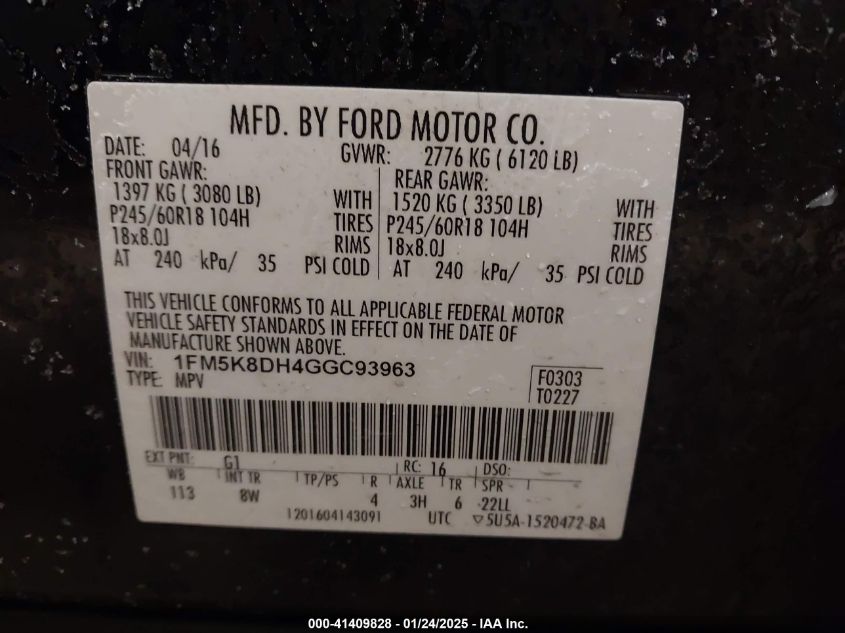 MFD. BY FORD MOTOR CO.
DATE: 04/16 GVWR: 2776 KG ( 6120 LB)
FRONT GAWR: REAR GAWR:
1397 KG ( 3080 LB) WITH 1520 KG ( 3350 LB) WITH
P245/60R18 104H TIRES P245/60R18 104H TIRES
18x8.0J RIMS 18x8.0J RIMS
AT 240 kPa/ 35 PSI COLD AT 240 kPa/ 35 PSI COLD
THIS VEHICLE CONFORMS TO ALL APPLICABLE FEDERAL MOTOR
VEHICLE SAFETY STANDARDS IN EFFECT ON THE DATE OF
MANUFACTURE SHOWN ABOVE.
VIN: 1FM5K8DH4GGC93963
TYPE: MPV
F0303
T0227
EXT PNT: G1 RC: 16 DSO:
WB INT TR TP/PS R AXLE TR SPR
113 8W 4 3H 6 22LL
1201604143091 UTC ▽5U5A-1520472-BA
000-41409828 - 01/24/2025 - IAA Inc.